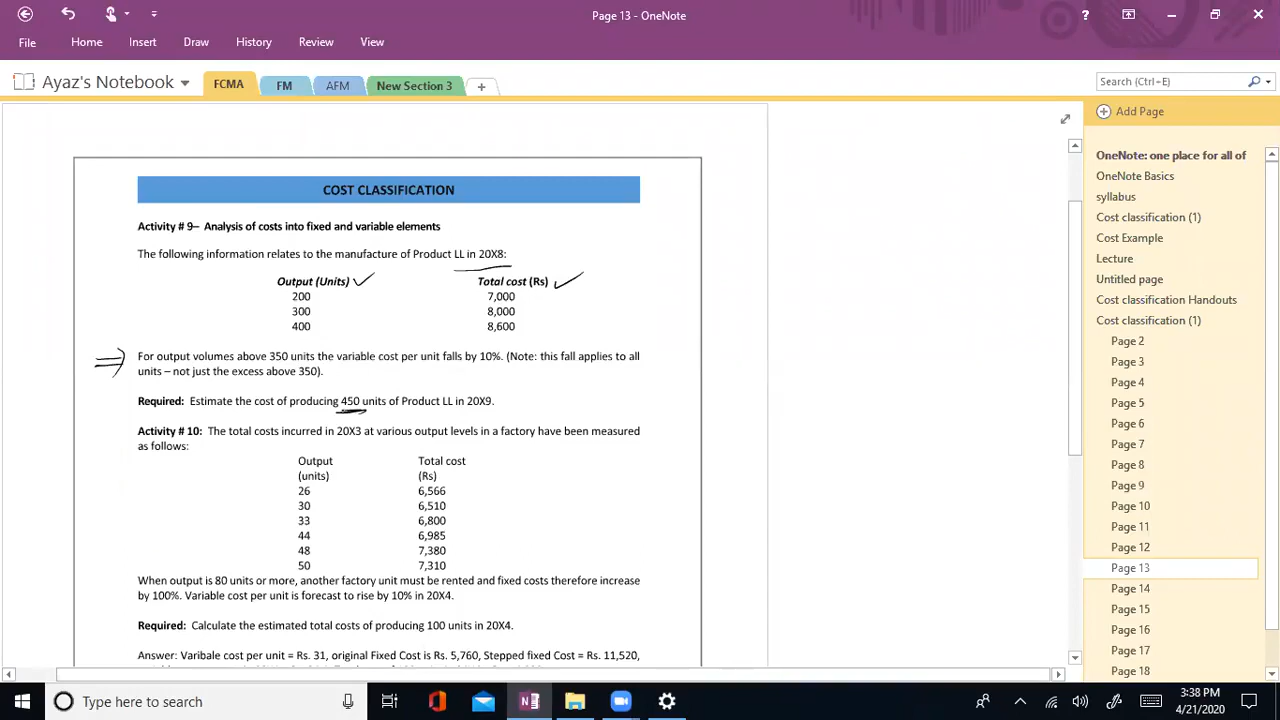 Page 13 - OneNote
?
File Home Insert Draw History Review View
Ayaz's Notebook FCMA FM AFM New Section 3 +
Search (Ctrl+E)
Add Page
COST CLASSIFICATION
Activity # 9– Analysis of costs into fixed and variable elements
The following information relates to the manufacture of Product LL in 20X8:
Output (Units) Total cost (Rs)
200 7,000
300 8,000
400 8,600
For output volumes above 350 units the variable cost per unit falls by 10%. (Note: this fall applies to all
units – not just the excess above 350).
Required: Estimate the cost of producing 450 units of Product LL in 20X9.
Activity # 10: The total costs incurred in 20X3 at various output levels in a factory have been measured
as follows:
Output Total cost
(units) (Rs)
26 6,566
30 6,510
33 6,800
44 6,985
48 7,380
50 7,310
When output is 80 units or more, another factory unit must be rented and fixed costs therefore increase
by 100%. Variable cost per unit is forecast to rise by 10% in 20X4.
Required: Calculate the estimated total costs of producing 100 units in 20X4.
Answer: Varibale cost per unit = Rs. 31, original Fixed Cost is Rs. 5,760, Stepped fixed Cost = Rs. 11,520,
OneNote: one place for all of
OneNote Basics
syllabus
Cost classification (1)
Cost Example
Lecture
Untitled page
Cost classification Handouts
Cost classification (1)
Page 2
Page 3
Page 4
Page 5
Page 6
Page 7
Page 8
Page 9
Page 10
Page 11
Page 12
Page 13
Page 14
Page 15
Page 16
Page 17
Page 18
Type here to search
3:38 PM
4/21/2020